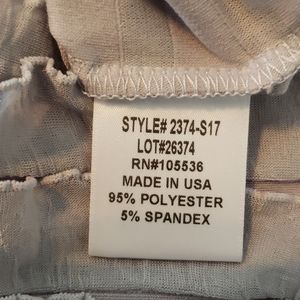 STYLE# 2374-S17
LOT#26374
RN#105536
MADE IN USA
95% POLYESTER
5% SPANDEX